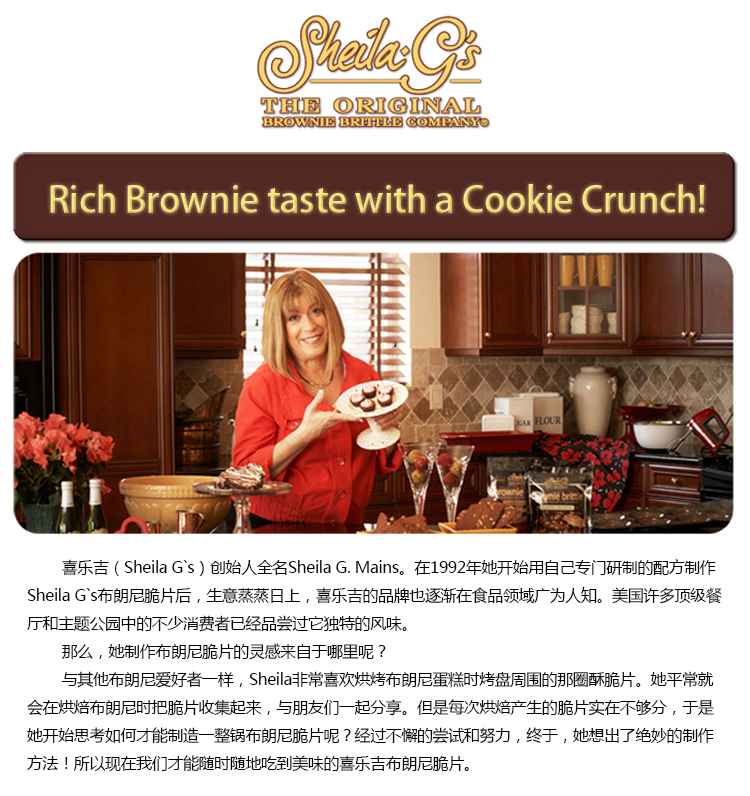 Sheila·G's
THE ORIGINAL
BROWNIE BRITTLE COMPANY®
Rich Brownie taste with a Cookie Crunch!
GAR FLOUR
brownie
ownie brittle
喜乐吉（Sheila G`s）创始人全名Sheila G. Mains。在1992年她开始用自己专门研制的配方制作
Sheila G`s布朗尼脆片后，生意蒸蒸日上，喜乐吉的品牌也逐渐在食品领域广为人知。美国许多顶级餐
厅和主题公园中的不少消费者已经品尝过它独特的风味。
那么，她制作布朗尼脆片的灵感来自于哪里呢？
与其他布朗尼爱好者一样，Sheila非常喜欢烘烤布朗尼蛋糕时烤盘周围的那圈酥脆片。她平常就
会在烘焙布朗尼时把脆片收集起来，与朋友们一起分享。但是每次烘焙产生的脆片实在不够分，于是
她开始思考如何才能制造一整锅布朗尼脆片呢？经过不懈的尝试和努力，终于，她想出了绝妙的制作
方法！所以现在我们才能随时随地吃到美味的喜乐吉布朗尼脆片。